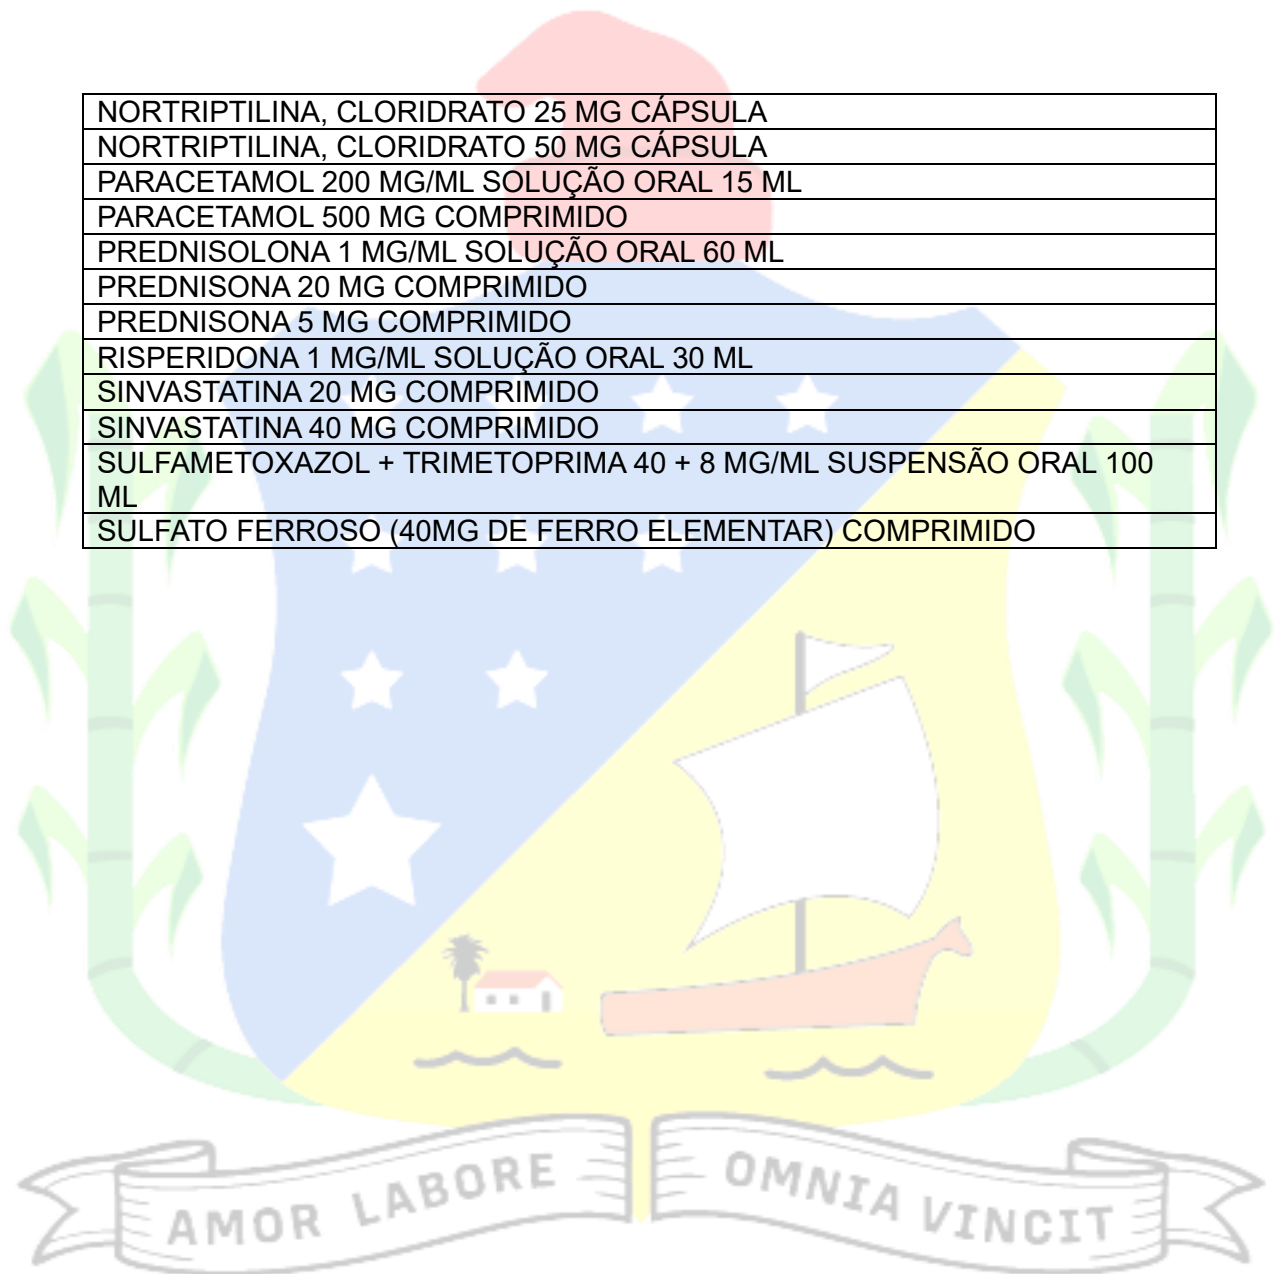 NORTRIPTILINA, CLORIDRATO 25 MG CÁPSULA
NORTRIPTILINA, CLORIDRATO 50 MG CÁPSULA
PARACETAMOL 200 MG/ML SOLUÇÃO ORAL 15 ML
PARACETAMOL 500 MG COMPRIMIDO
PREDNISOLONA 1 MG/ML SOLUÇÃO ORAL 60 ML
PREDNISONA 20 MG COMPRIMIDO
PREDNISONA 5 MG COMPRIMIDO
RISPERIDONA 1 MG/ML SOLUÇÃO ORAL 30 ML
SINVASTATINA 20 MG COMPRIMIDO
SINVASTATINA 40 MG COMPRIMIDO
SULFAMETOXAZOL + TRIMETOPRIMA 40 + 8 MG/ML SUSPENSÃO ORAL 100
ML
SULFATO FERROSO (40MG DE FERRO ELEMENTAR) COMPRIMIDO
AMOR LABORE OMNIA VINCIT